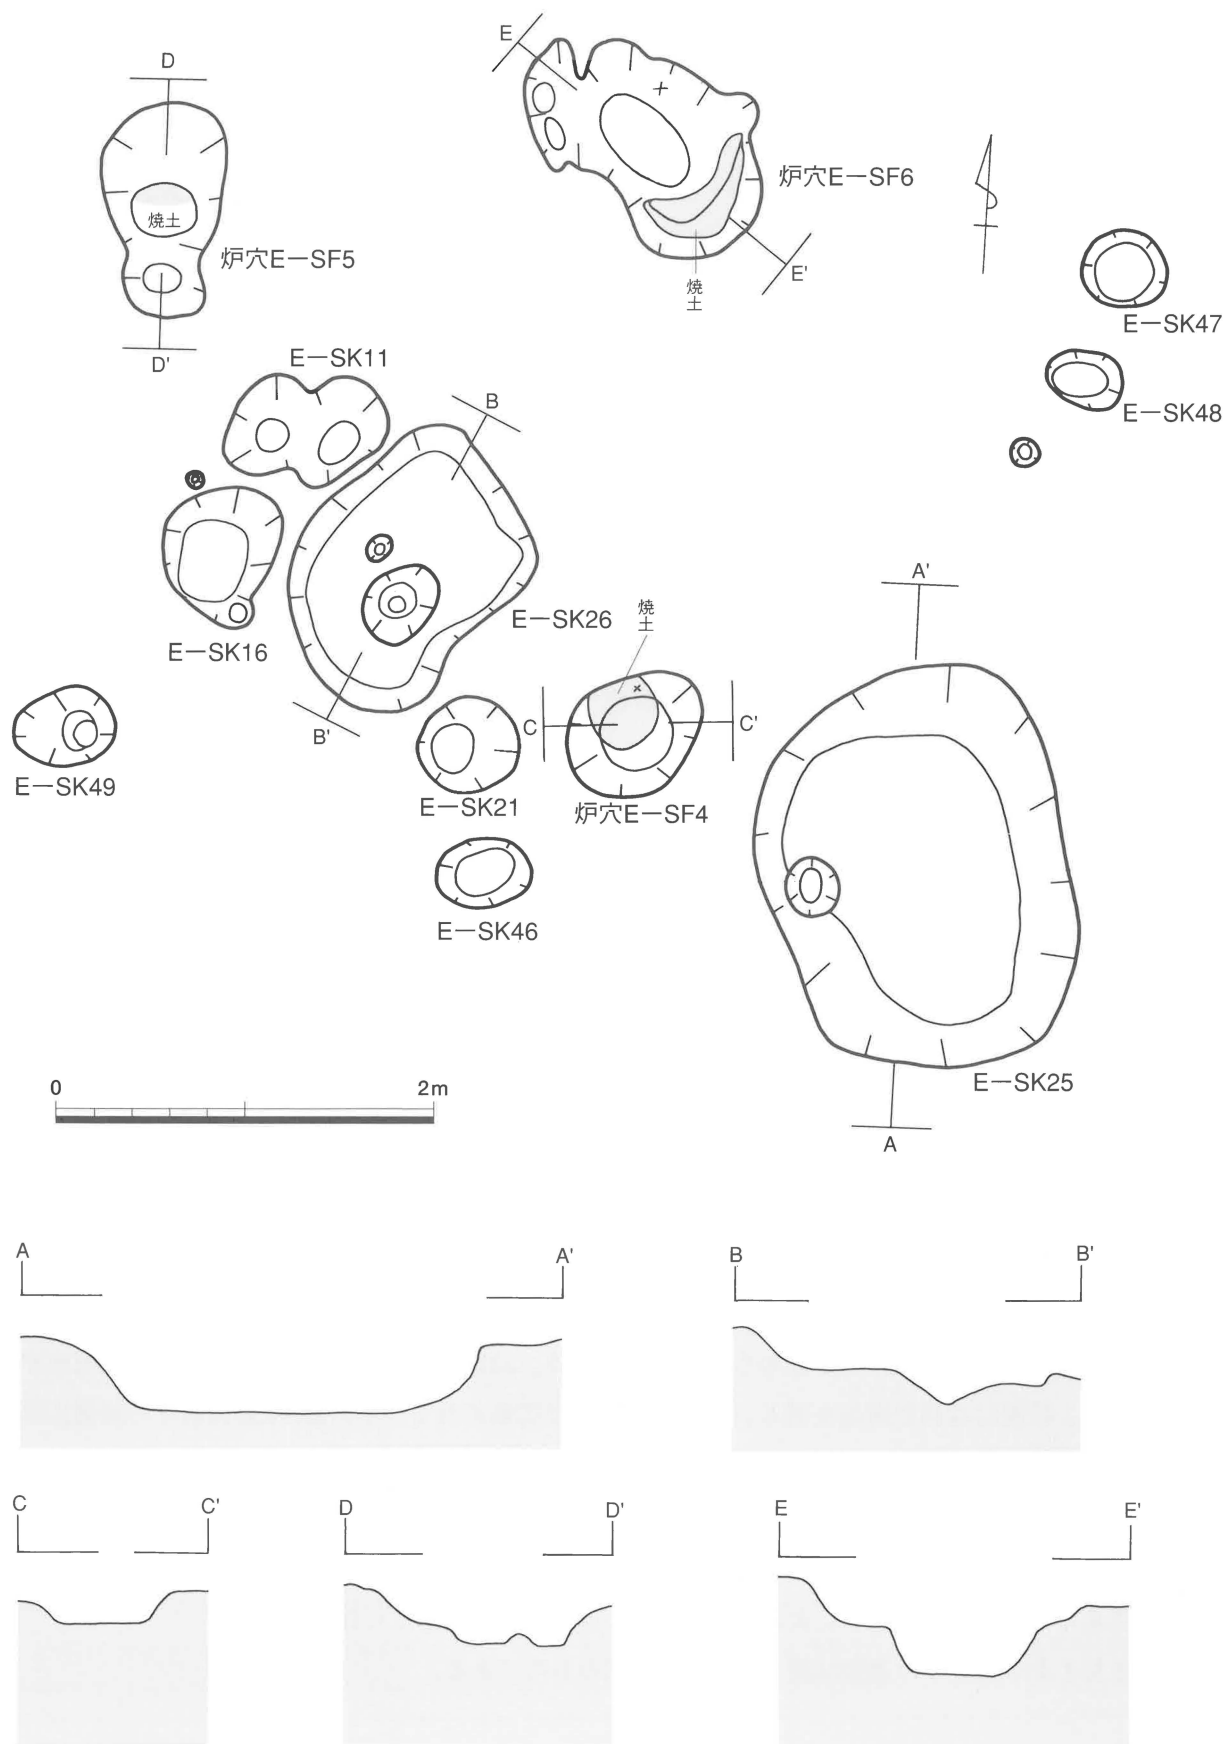 E
D
炉穴E－SF6
焼土
炉穴E－SF5
焼土
E'
E－SK47
D'
E－SK11
B
E－SK48
A'
焼土
E－SK26
E－SK16
C
C'
B'
E－SK49
E－SK21
炉穴E－SF4
E－SK46
E－SK25
0 2m
A
A A' B B'
C C' D D' E E'